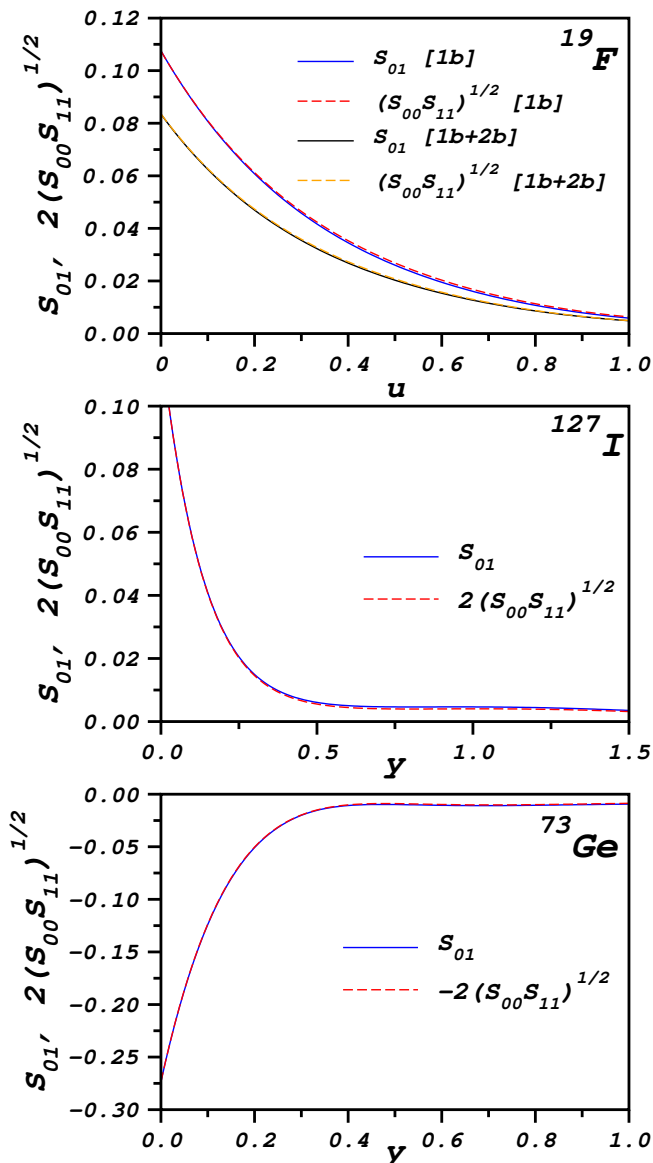 0.12
0.10
0.08
0.06
0.04
0.02
0.00
S₀₁, 2(S₀₀S₁₁)^1/2
¹⁹F
S₀₁ [1b]
(S₀₀S₁₁)^1/2 [1b]
S₀₁ [1b+2b]
(S₀₀S₁₁)^1/2 [1b+2b]
0.0 0.2 0.4 0.6 0.8 1.0
u
0.10
0.08
0.06
0.04
0.02
0.00
S₀₁, 2(S₀₀S₁₁)^1/2
¹²⁷I
S₀₁
2(S₀₀S₁₁)^1/2
0.0 0.5 1.0 1.5
y
0.00
−0.05
−0.10
−0.15
−0.20
−0.25
−0.30
S₀₁, 2(S₀₀S₁₁)^1/2
⁷³Ge
S₀₁
−2(S₀₀S₁₁)^1/2
0.0 0.2 0.4 0.6 0.8 1.0
y